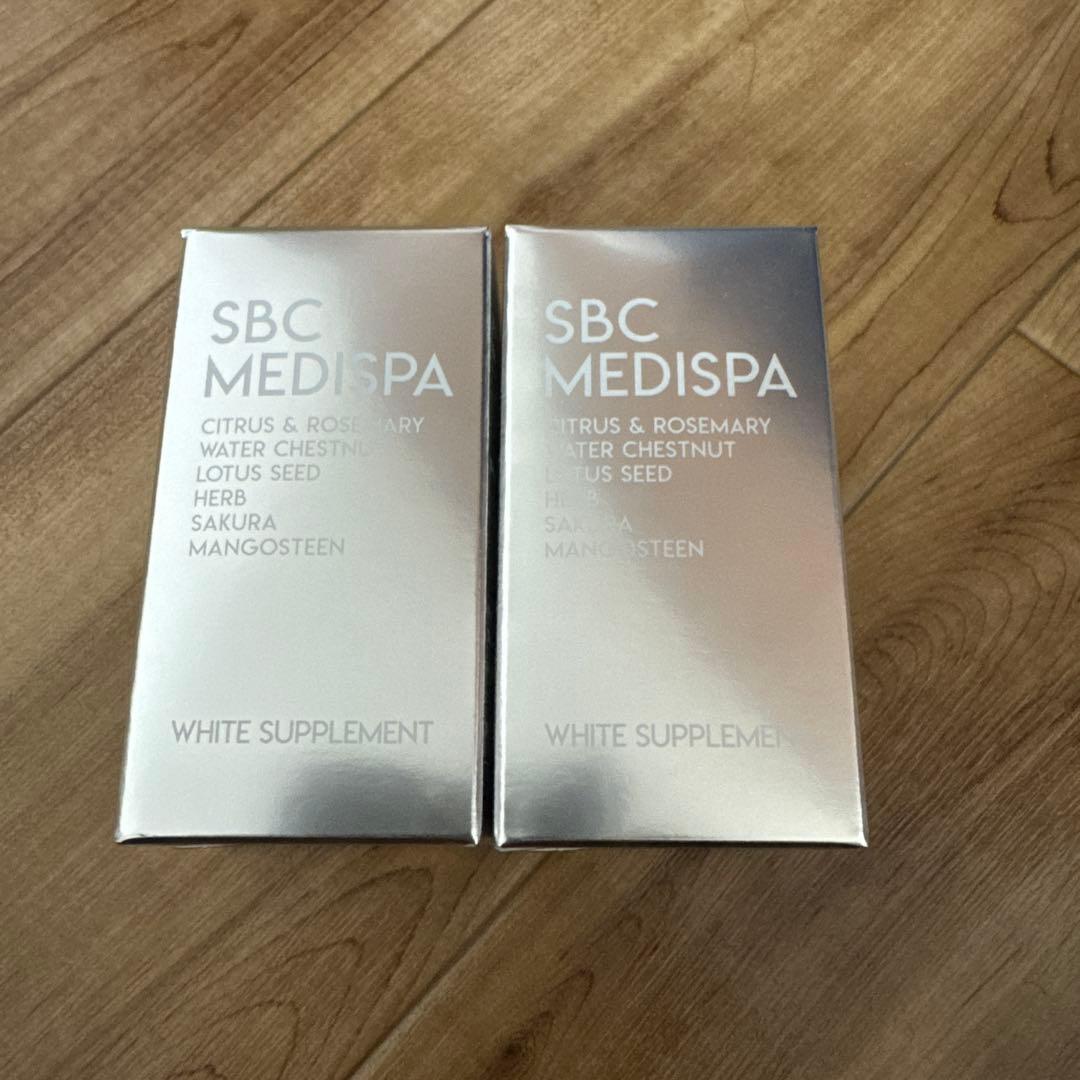 SBC
MEDISPA
CITRUS & ROSEMARY
WATER CHESTNUT
LOTUS SEED
HERB
SAKURA
MANGOSTEEN
WHITE SUPPLEMENT
SBC
MEDISPA
CITRUS & ROSEMARY
WATER CHESTNUT
LOTUS SEED
HERB
SAKURA
MANGOSTEEN
WHITE SUPPLEMENT